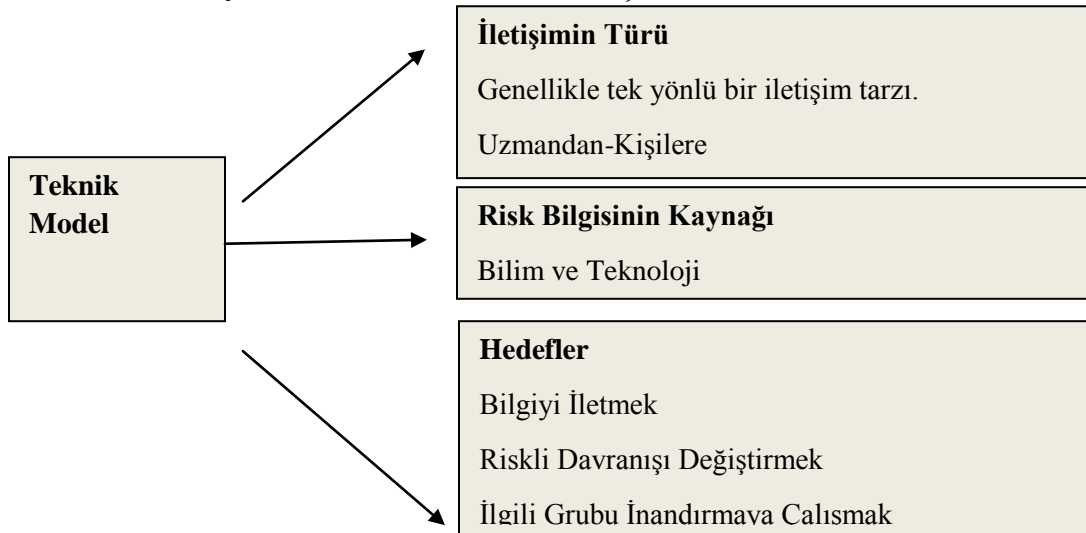 Teknik
Model
İletişimin Türü
Genellikle tek yönlü bir iletişim tarzı.
Uzmandan-Kişilere
Risk Bilgisinin Kaynağı
Bilim ve Teknoloji
Hedefler
Bilgiyi İletmek
Riskli Davranışı Değiştirmek
İlgili Grubu İnandırmaya Çalışmak